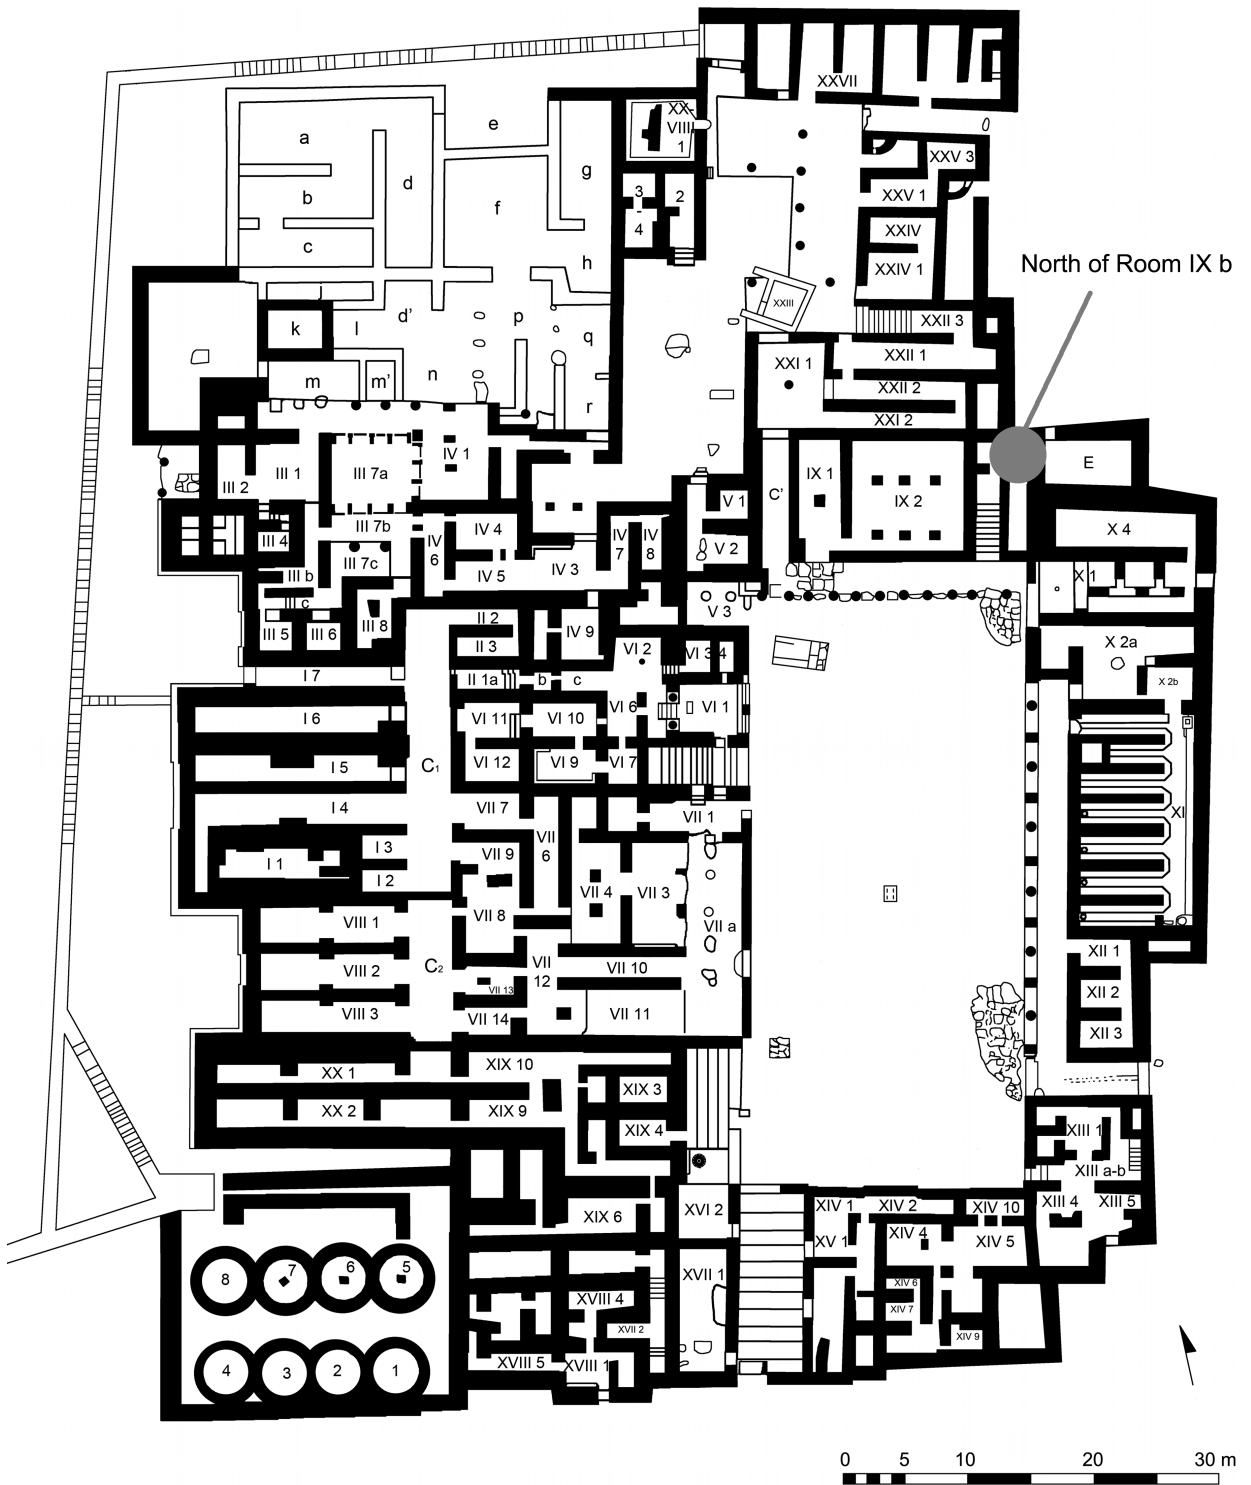 XXVII
a
e
XX-
VIII
1
b
d
g
XXV 3
3
-
4
2
XXV 1
f
c
XXIV
h
XXIV 1
North of Room IX b
j
k
l
d'
p
XXIII
XXII 3
q
XXI 1
XXII 1
m
m'
n
XXII 2
r
XXI 2
IV 1
III 1
III 7a
III 2
E
C'
IX 1
IX 2
V 1
III 7b
IV 4
IV
7
IV
8
X 4
III 4
IV
6
V 2
III 7c
III b
IV 5
IV 3
X 1
c
V 3
III 5
III 6
III 8
II 2
IV 9
II 3
VI 2
VI 3
4
X 2a
I 7
II 1a
b
c
X 2b
I 6
VI 11
VI 10
VI 6
VI 1
I 5
C1
VI 12
VI 9
VI 7
I 4
VII 7
VII 1
XI
I 3
VII 9
VII
6
I 1
I 2
VII 4
VII 3
VIII 1
VII 8
VII a
XII 1
VIII 2
C2
VII
12
VII 10
VII 13
XII 2
VIII 3
VII 14
VII 11
XII 3
XX 1
XIX 10
XIX 3
XX 2
XIX 9
XIX 4
XIII 1
XIII a-b
XIX 6
XVI 2
XIV 1
XIV 2
XIV 10
XIII 4
XIII 5
XV 1
XIV 4
XIV 5
8
7
6
5
XVII 1
XIV 6
XVIII 4
XIV 7
XVII 2
XIV 9
4
3
2
1
XVIII 5
XVIII 1
0
5
10
20
30 m